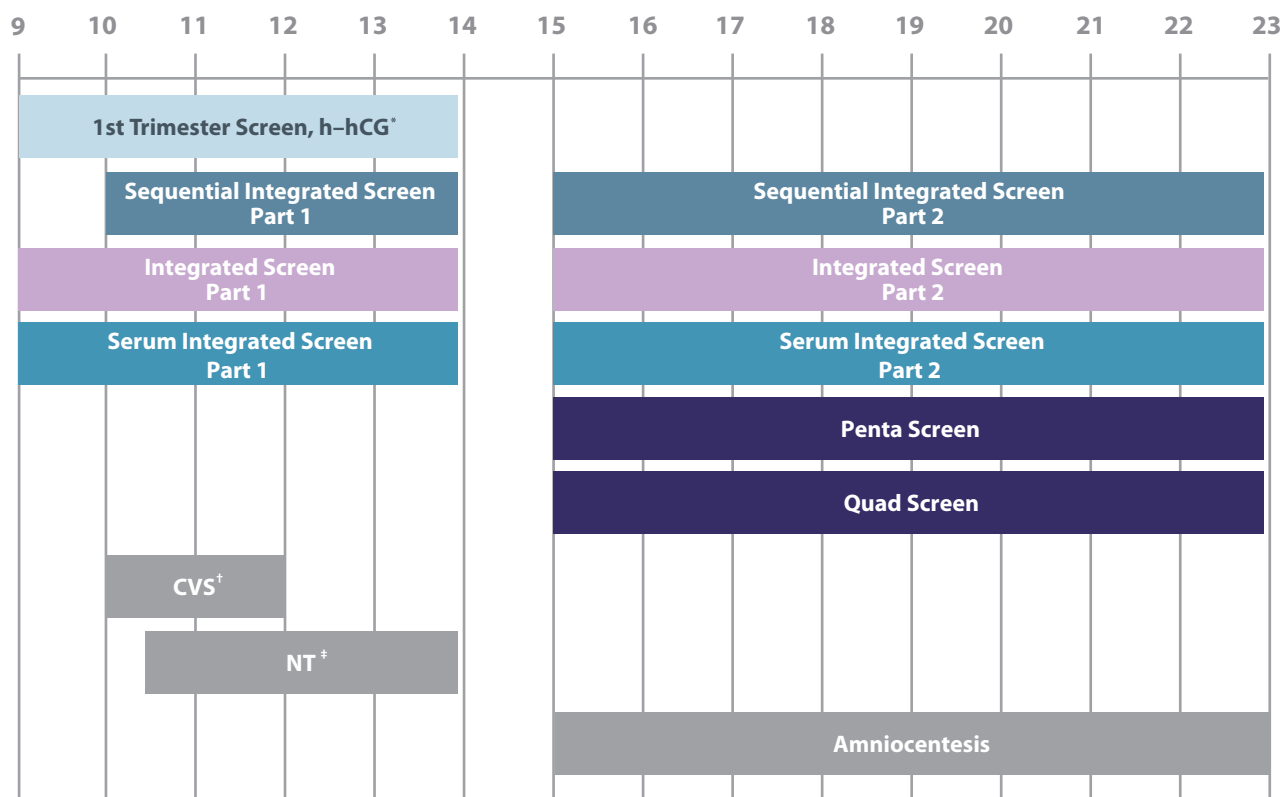 9 10 11 12 13 14 15 16 17 18 19 20 21 22 23
1st Trimester Screen, h–hCG*
Sequential Integrated Screen
Part 1
Sequential Integrated Screen
Part 2
Integrated Screen
Part 1
Integrated Screen
Part 2
Serum Integrated Screen
Part 1
Serum Integrated Screen
Part 2
Penta Screen
Quad Screen
CVS†
NT ‡
Amniocentesis